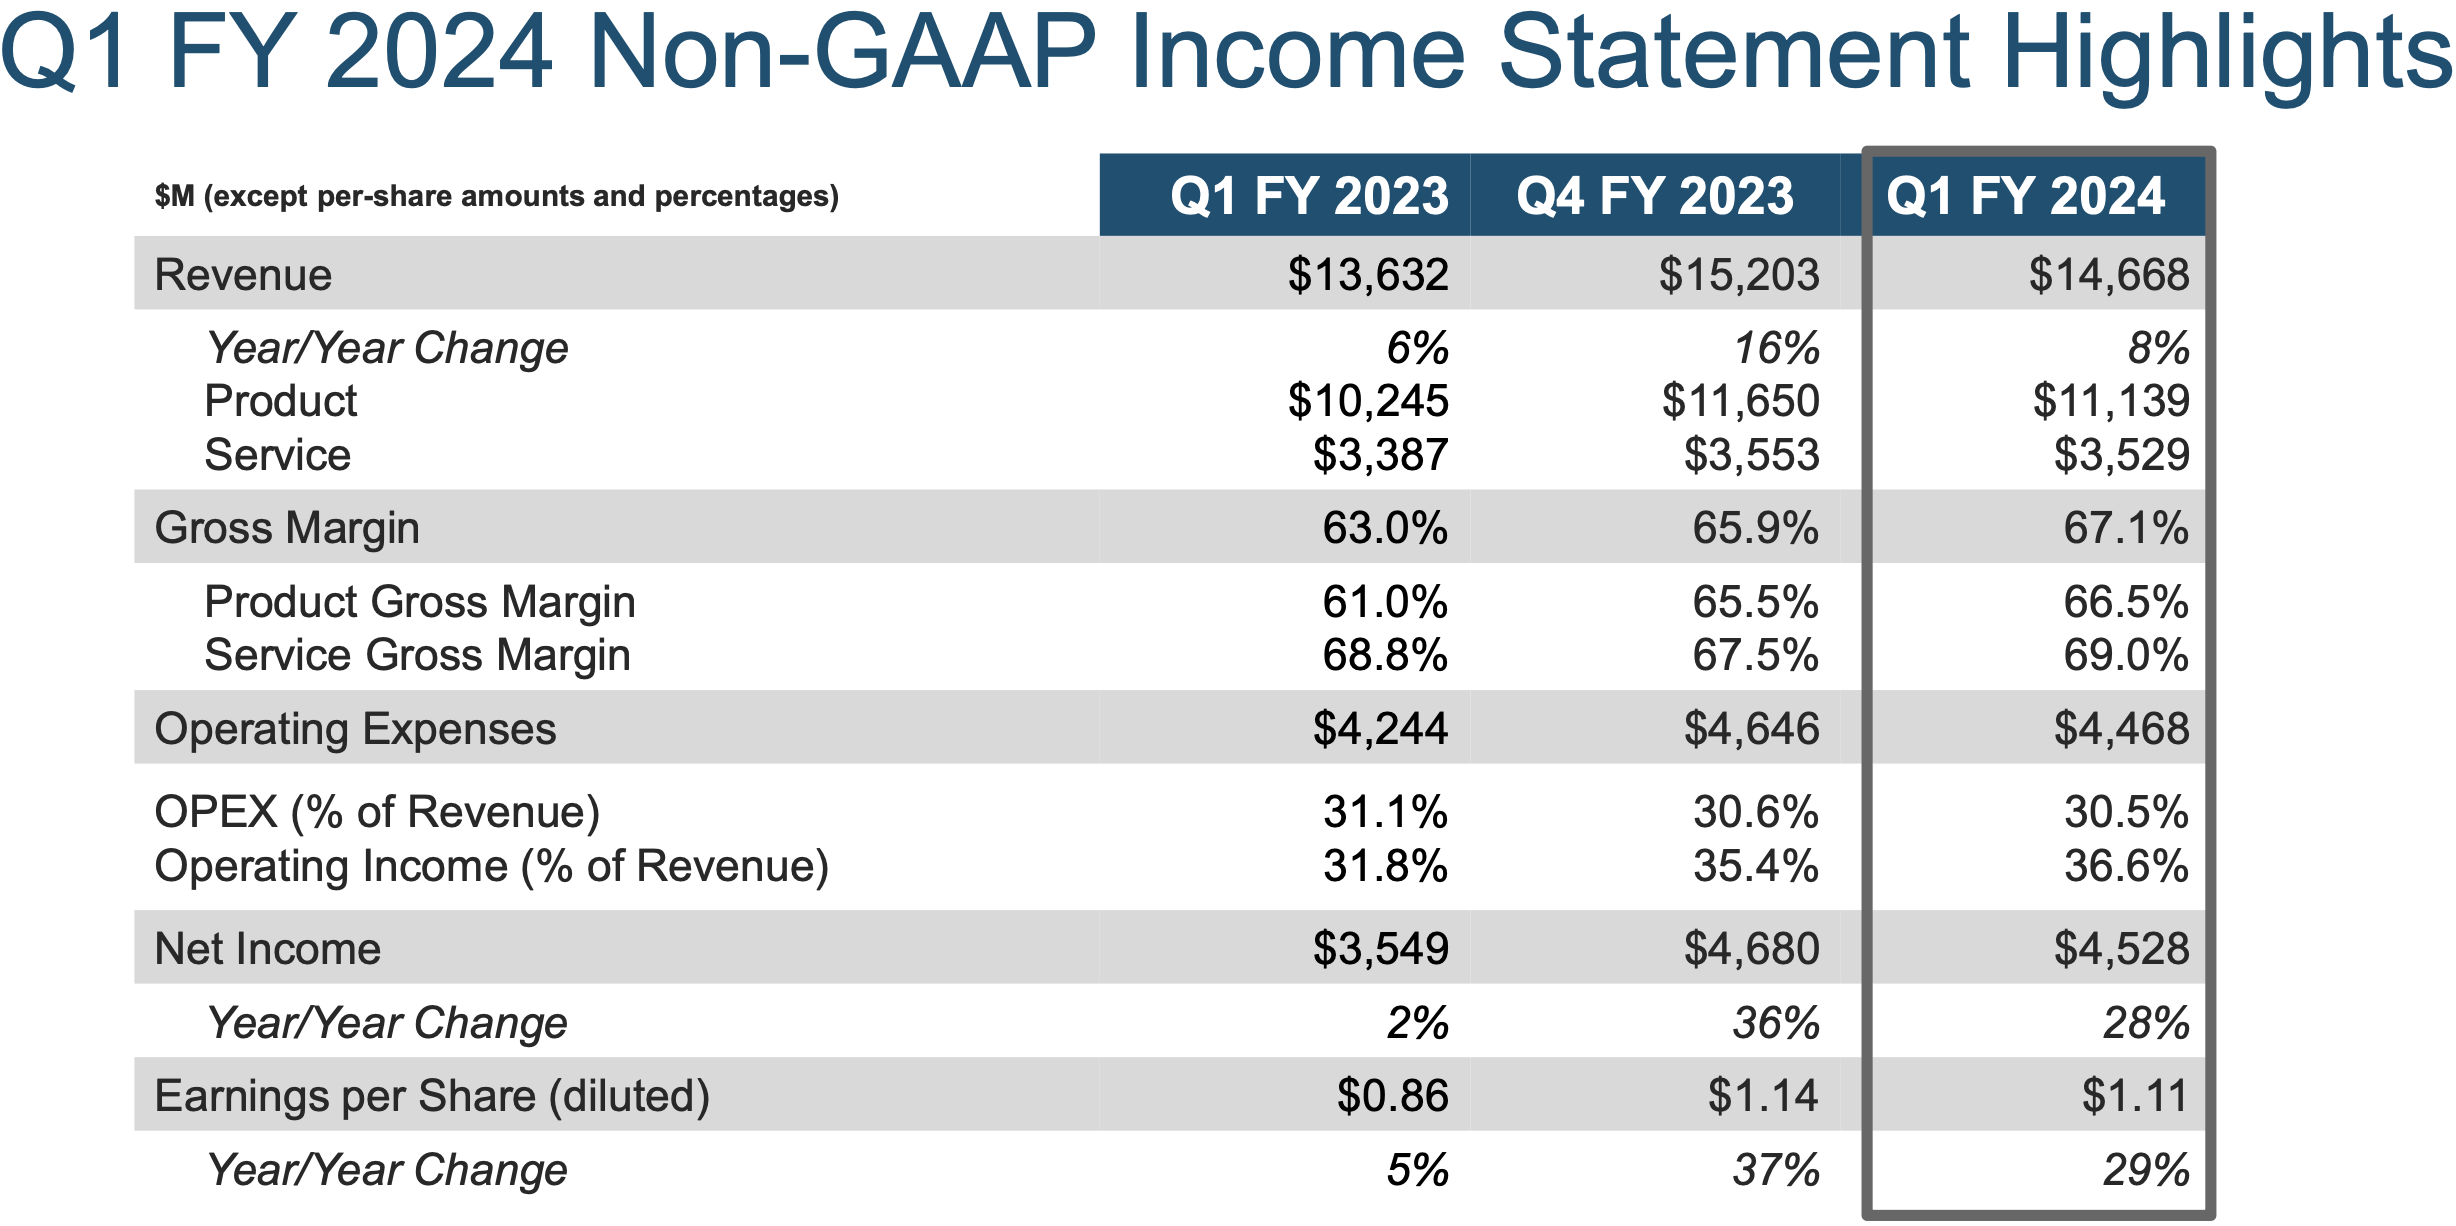 Q1 FY 2024 Non-GAAP Income Statement Highlights
$M (except per-share amounts and percentages) Q1 FY 2023 Q4 FY 2023 Q1 FY 2024
Revenue $13,632 $15,203 $14,668
Year/Year Change 6% 16% 8%
Product $10,245 $11,650 $11,139
Service $3,387 $3,553 $3,529
Gross Margin 63.0% 65.9% 67.1%
Product Gross Margin 61.0% 65.5% 66.5%
Service Gross Margin 68.8% 67.5% 69.0%
Operating Expenses $4,244 $4,646 $4,468
OPEX (% of Revenue) 31.1% 30.6% 30.5%
Operating Income (% of Revenue) 31.8% 35.4% 36.6%
Net Income $3,549 $4,680 $4,528
Year/Year Change 2% 36% 28%
Earnings per Share (diluted) $0.86 $1.14 $1.11
Year/Year Change 5% 37% 29%